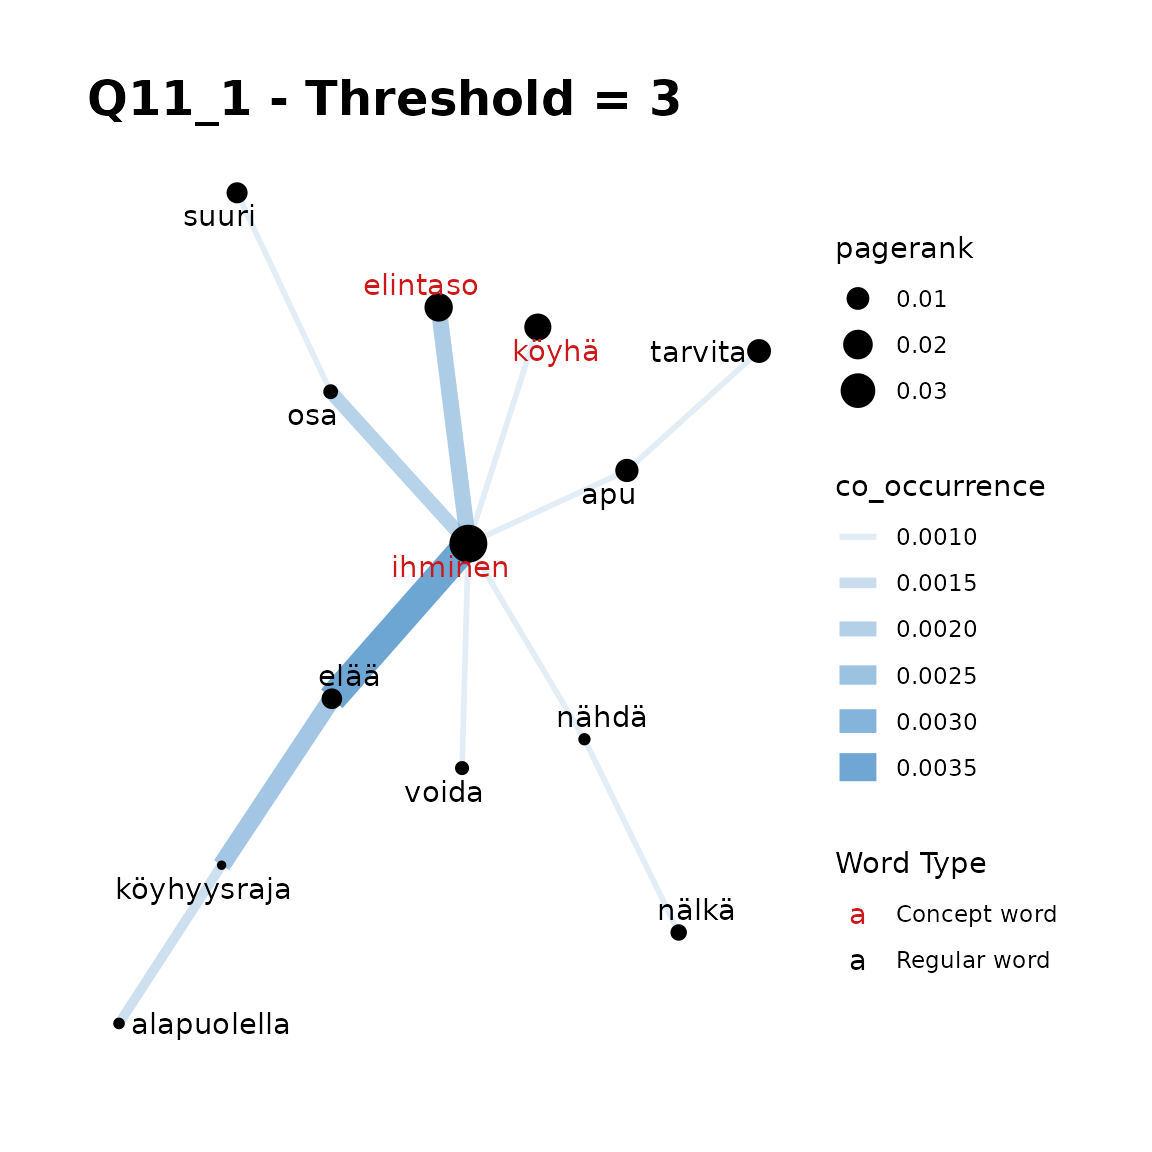 Q11_1 - Threshold = 3
suuri
elintaso
köyhä
tarvita
osa
apu
ihminen
elää
nähdä
voida
köyhyysraja
nälkä
alapuolella
pagerank
0.01
0.02
0.03
co_occurrence
0.0010
0.0015
0.0020
0.0025
0.0030
0.0035
Word Type
a Concept word
a Regular word